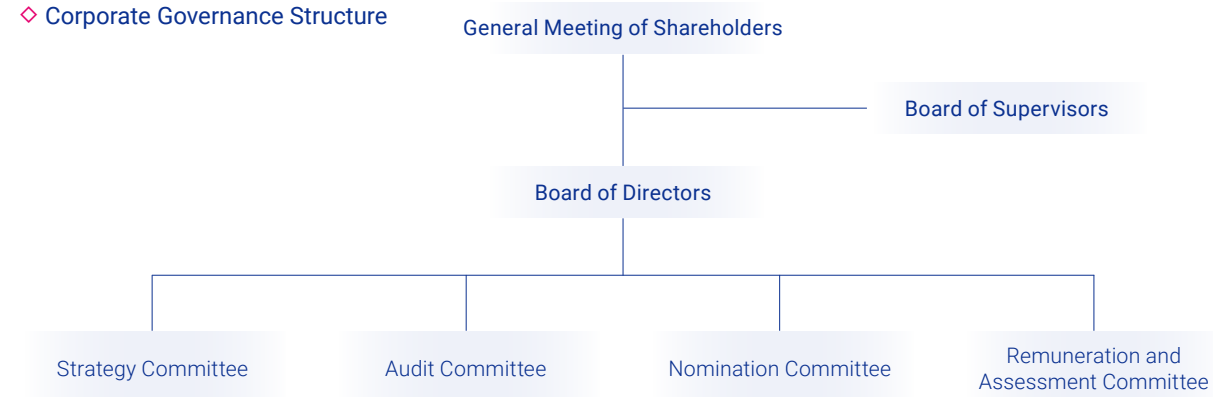 Corporate Governance Structure
General Meeting of Shareholders
Board of Supervisors
Board of Directors
Strategy Committee
Audit Committee
Nomination Committee
Remuneration and
Assessment Committee